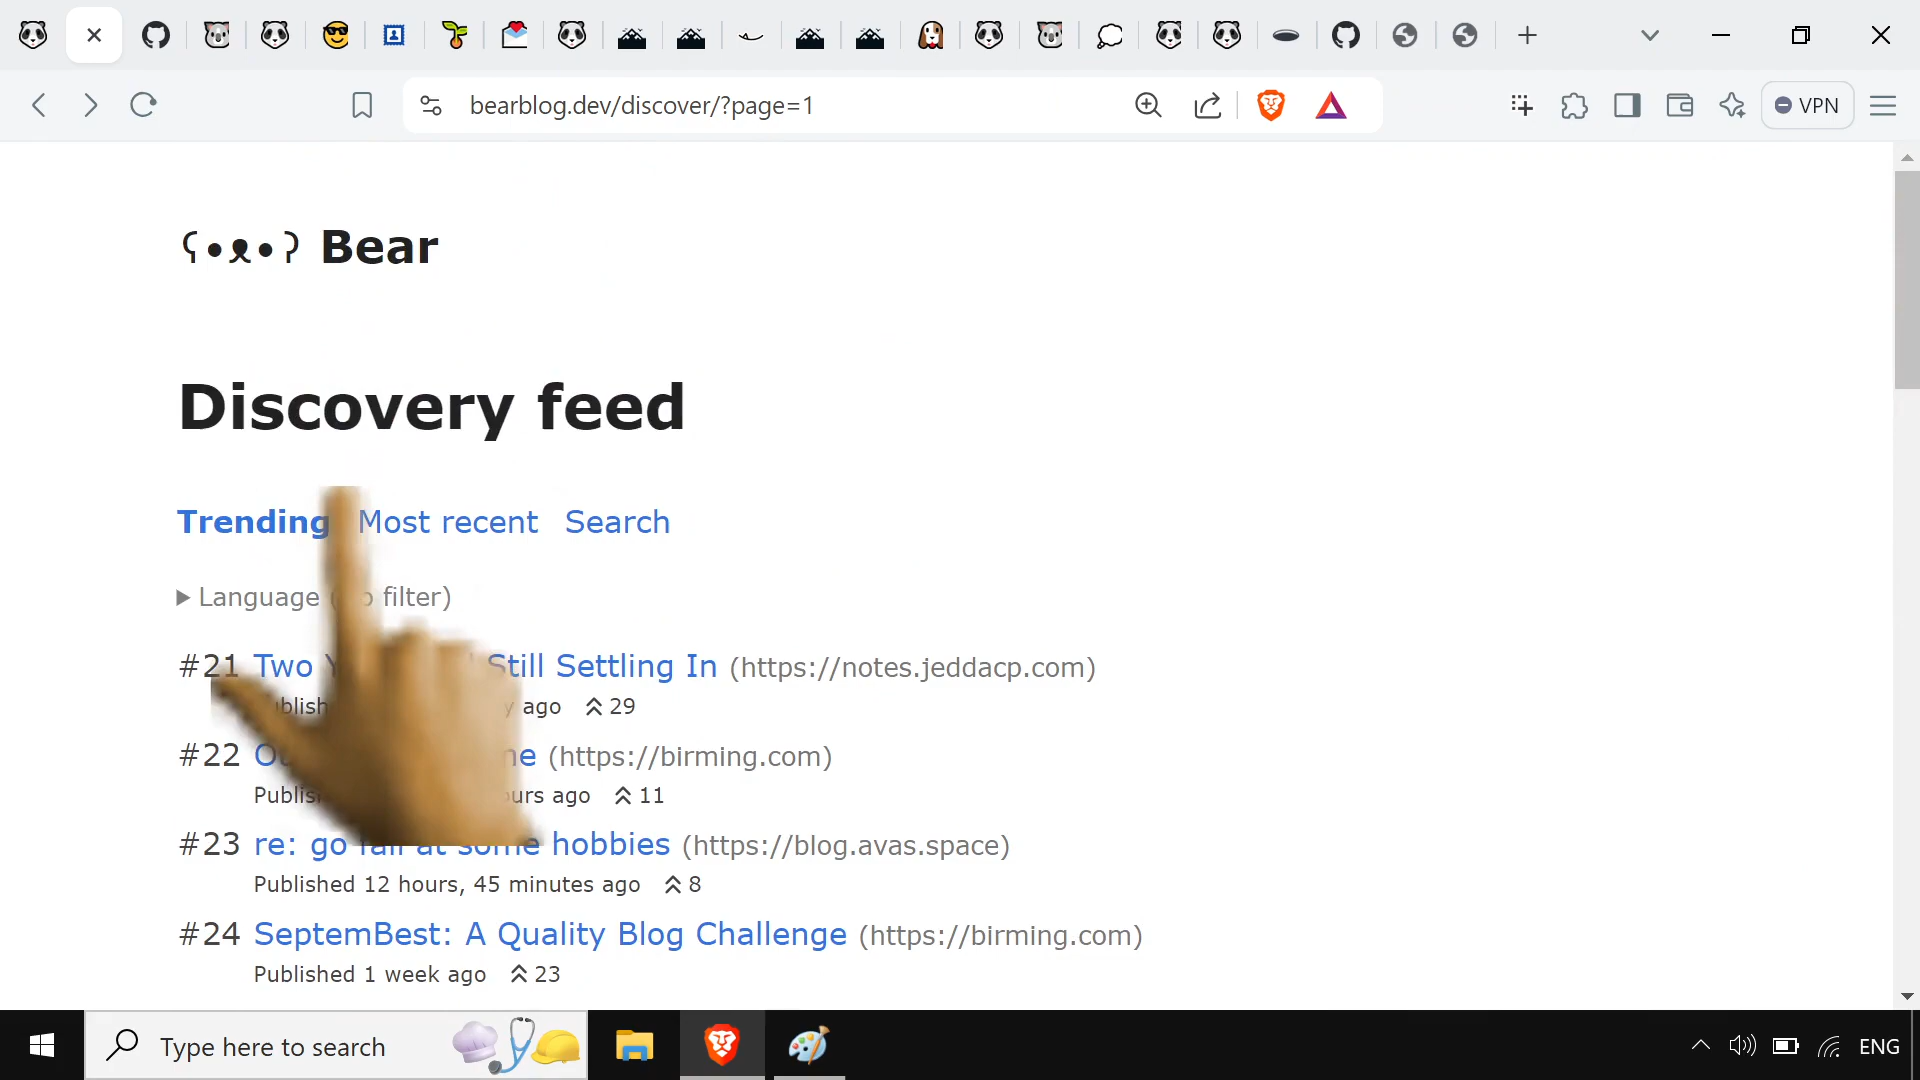 bearblog.dev/discover/?page=1
VPN
ʕ•ᴥ•ʔ Bear
Discovery feed
Trending Most recent Search
Language filter)
#21 Two Still Settling In (https://notes.jeddacp.com)
ago 29
#22 (https://birming.com)
ago 11
#23 re: go fail at some hobbies (https://blog.avas.space)
Published 12 hours, 45 minutes ago 8
#24 SeptemBest: A Quality Blog Challenge (https://birming.com)
Published 1 week ago 23
Type here to search
ENG